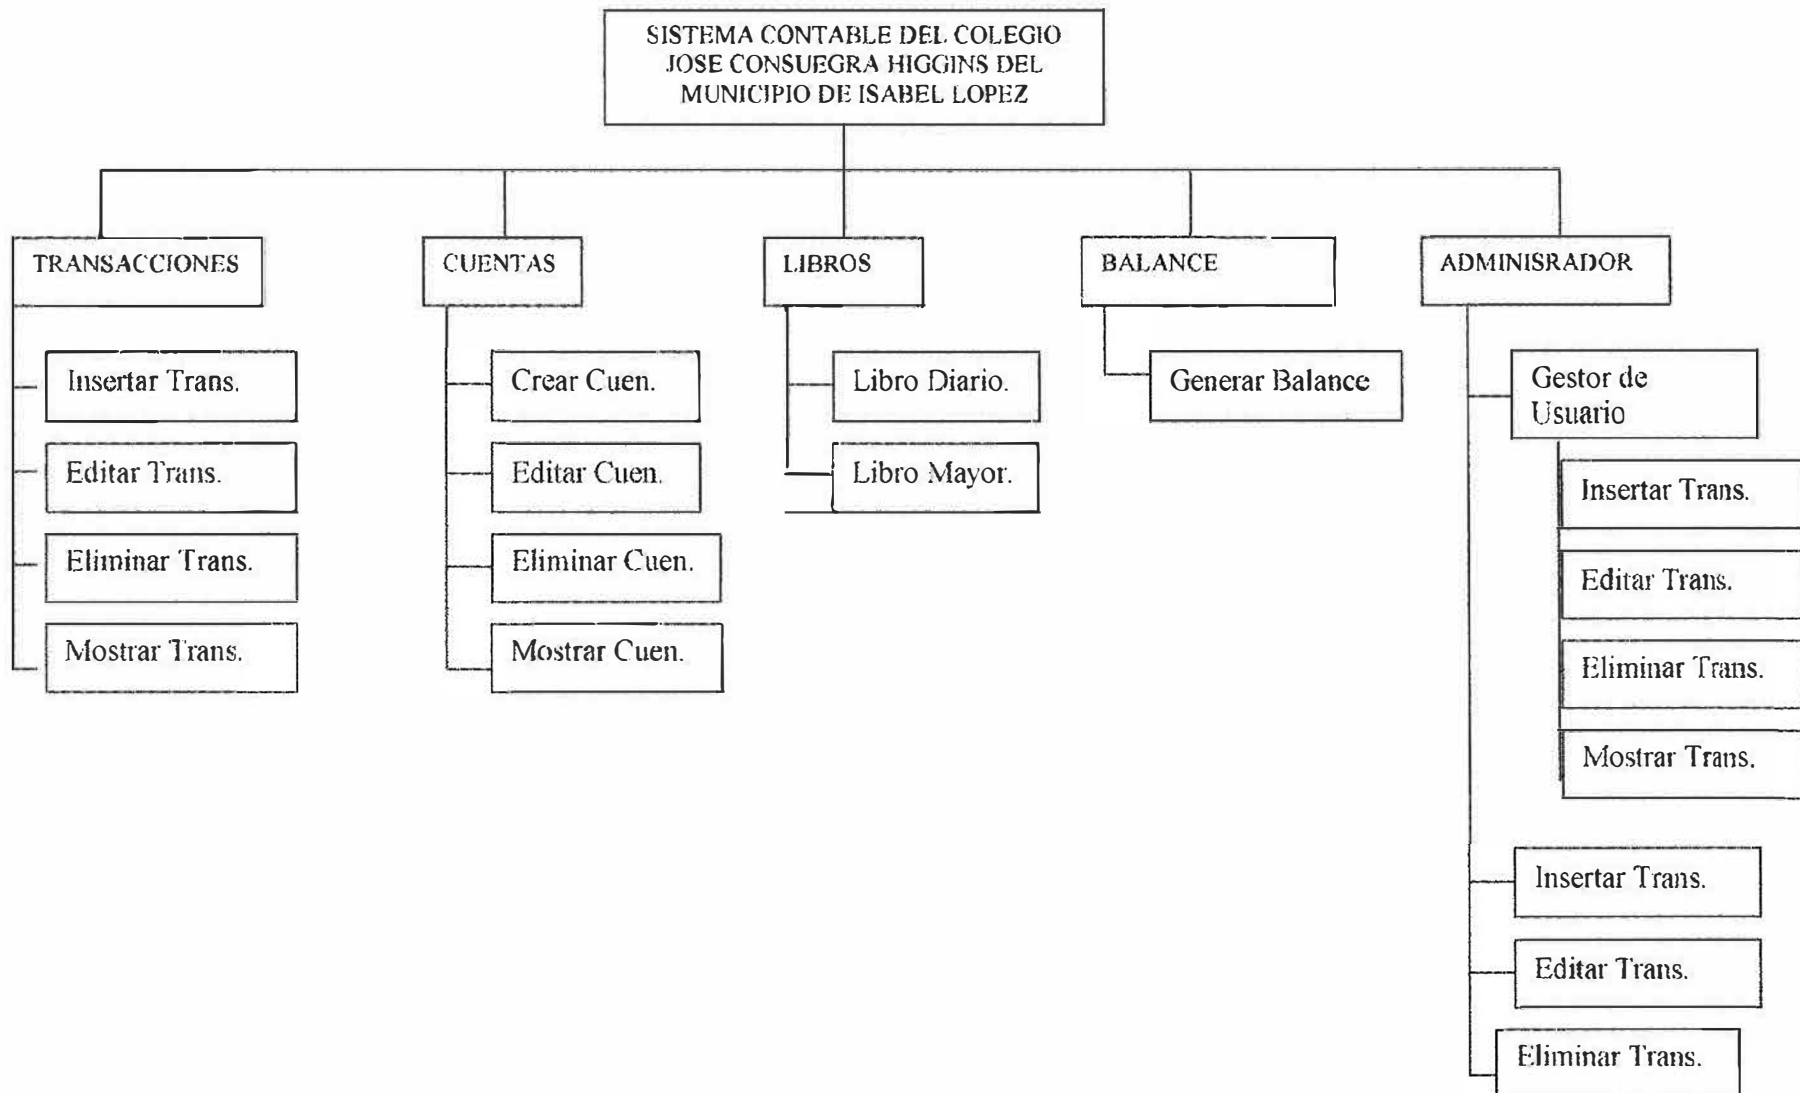 SISTEMA CONTABLE DEL COLEGIO
JOSE CONSUEGRA HIGGINS DEL
MUNICIPIO DE ISABEL LOPEZ
TRANSACCIONES
Insertar Trans.
Editar Trans.
Eliminar Trans.
Mostrar Trans.
CUENTAS
Crear Cuen.
Editar Cuen.
Eliminar Cuen.
Mostrar Cuen.
LIBROS
Libro Diario.
Libro Mayor.
BALANCE
Generar Balance
ADMINISRADOR
Gestor de
Usuario
Insertar Trans.
Editar Trans.
Eliminar Trans.
Mostrar Trans.
Insertar Trans.
Editar Trans.
Eliminar Trans.